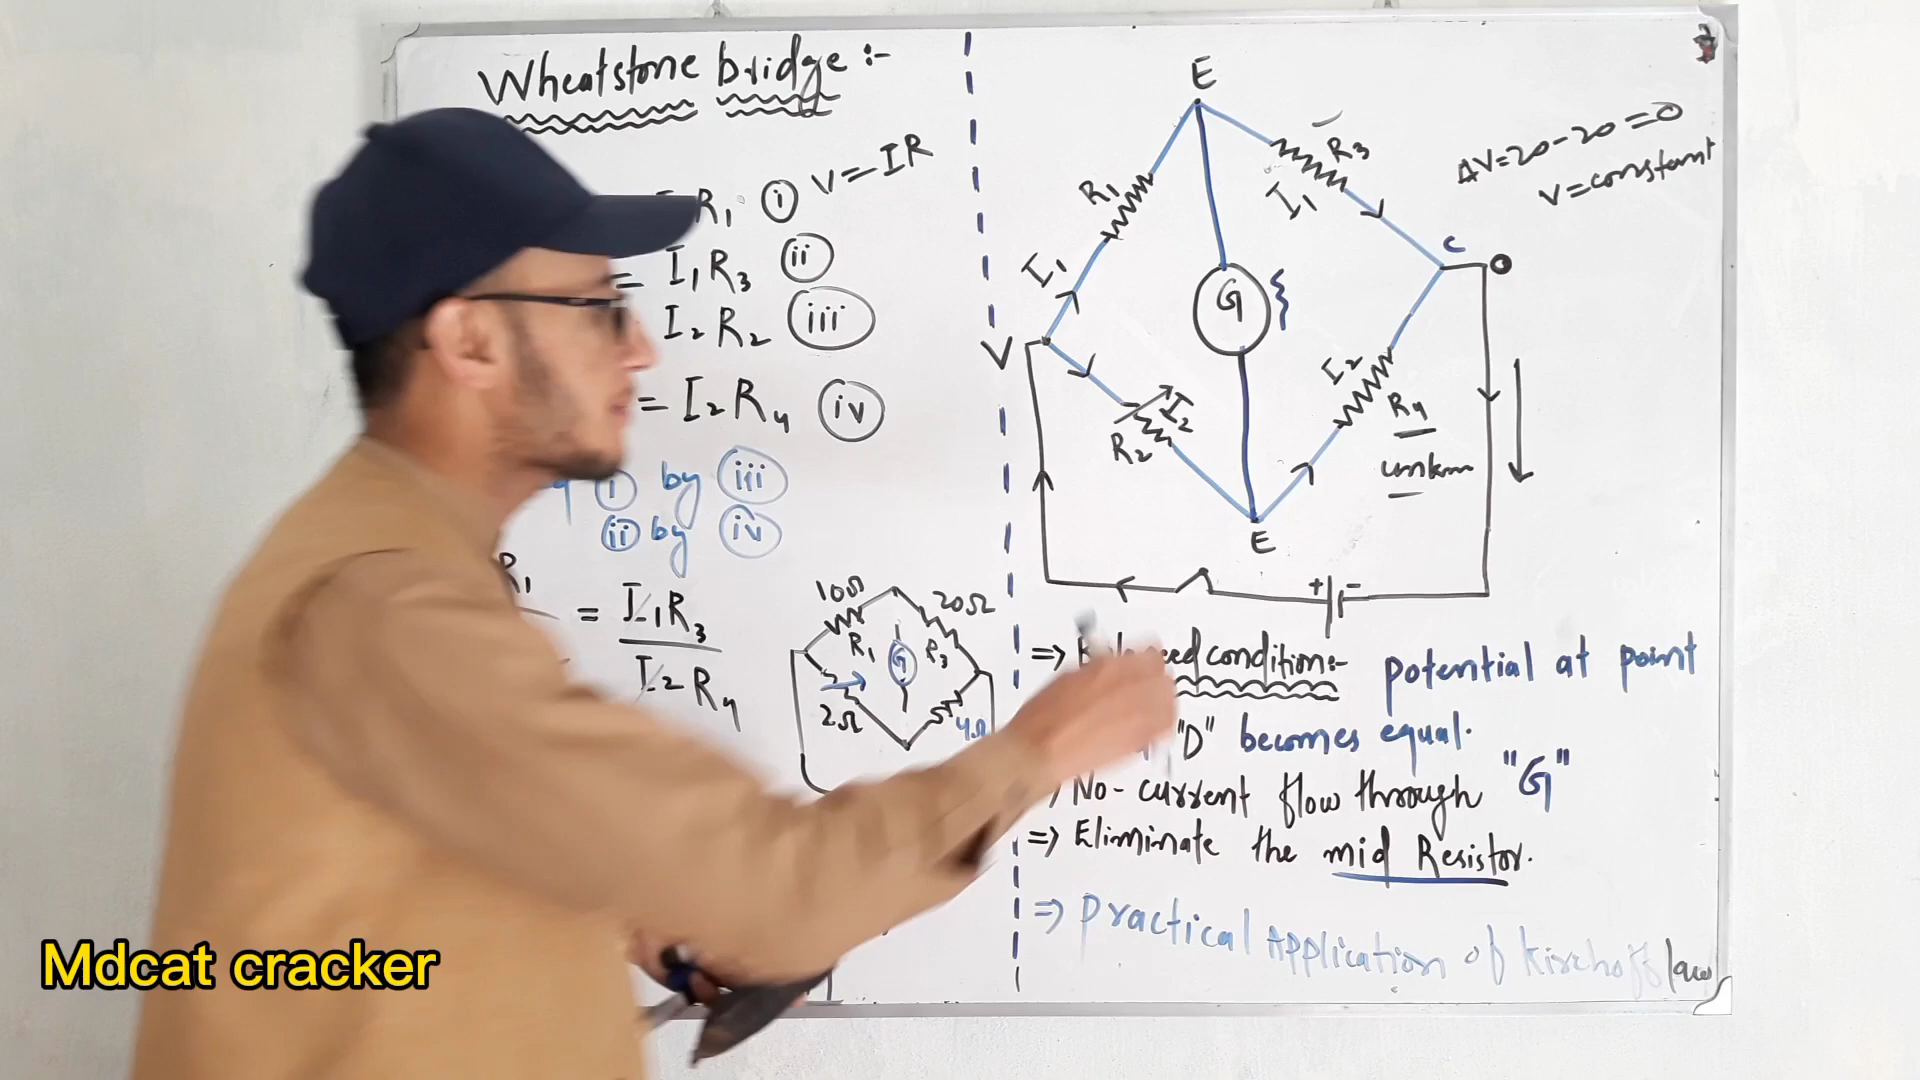 Wheatstone bridge :-
V=IR
R₁ (i)
= I₁R₃ (ii)
I₂R₂ (iii)
= I₂R₄ (iv)
(i) by (iii)
(ii) by (iv)
R₁
= I₁R₃
I₂R₄
10Ω
20Ω
R₁
G
R₃
2Ω
4Ω
E
ΔV=20-20=0
V=constant
R₃
I₁
R₁
I₁
C
G
I₂
I₂
R₂
R₄
E
+ -
=> condition:- potential at point
"D" becomes equal.
No-current flow through "G"
=> Eliminate the mid Resistor.
=> practical Application of Kirchoff law
Mdcat cracker